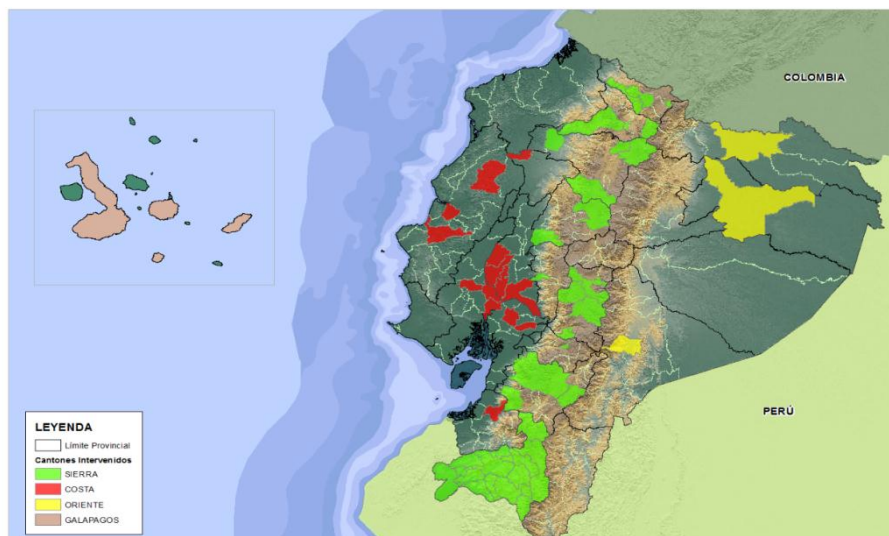 COLOMBIA
PERÚ
LEYENDA
Límite Provincial
Cantones Intervenidos
SIERRA
COSTA
ORIENTE
GALAPAGOS